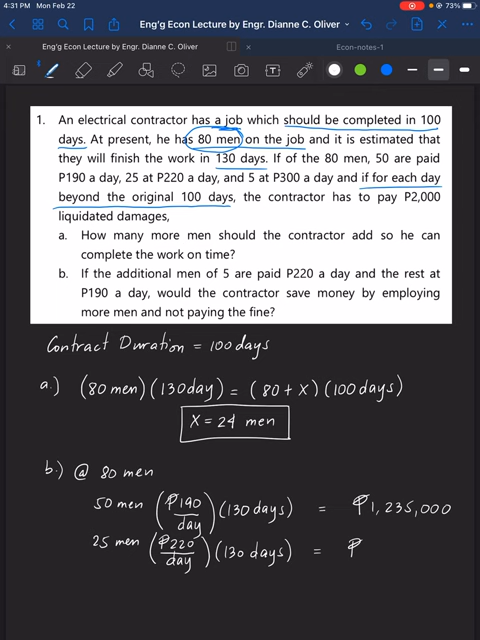 4:31 PM Mon Feb 22
73%
Eng'g Econ Lecture by Engr. Dianne C. Oliver
Eng'g Econ Lecture by Engr. Dianne C. Oliver
Econ-notes-1
1. An electrical contractor has a job which should be completed in 100
days. At present, he has 80 men on the job and it is estimated that
they will finish the work in 130 days. If of the 80 men, 50 are paid
P190 a day, 25 at P220 a day, and 5 at P300 a day and if for each day
beyond the original 100 days, the contractor has to pay P2,000
liquidated damages,
a. How many more men should the contractor add so he can
complete the work on time?
b. If the additional men of 5 are paid P220 a day and the rest at
P190 a day, would the contractor save money by employing
more men and not paying the fine?
Contract Duration = 100 days
a.) (80 men) (130 day) = (80 + x) (100 days)
x = 24 men
b.) @ 80 men
50 men (₱190/day) (130 days) = ₱1,235,000
25 men (₱220/day) (130 days) = ₱